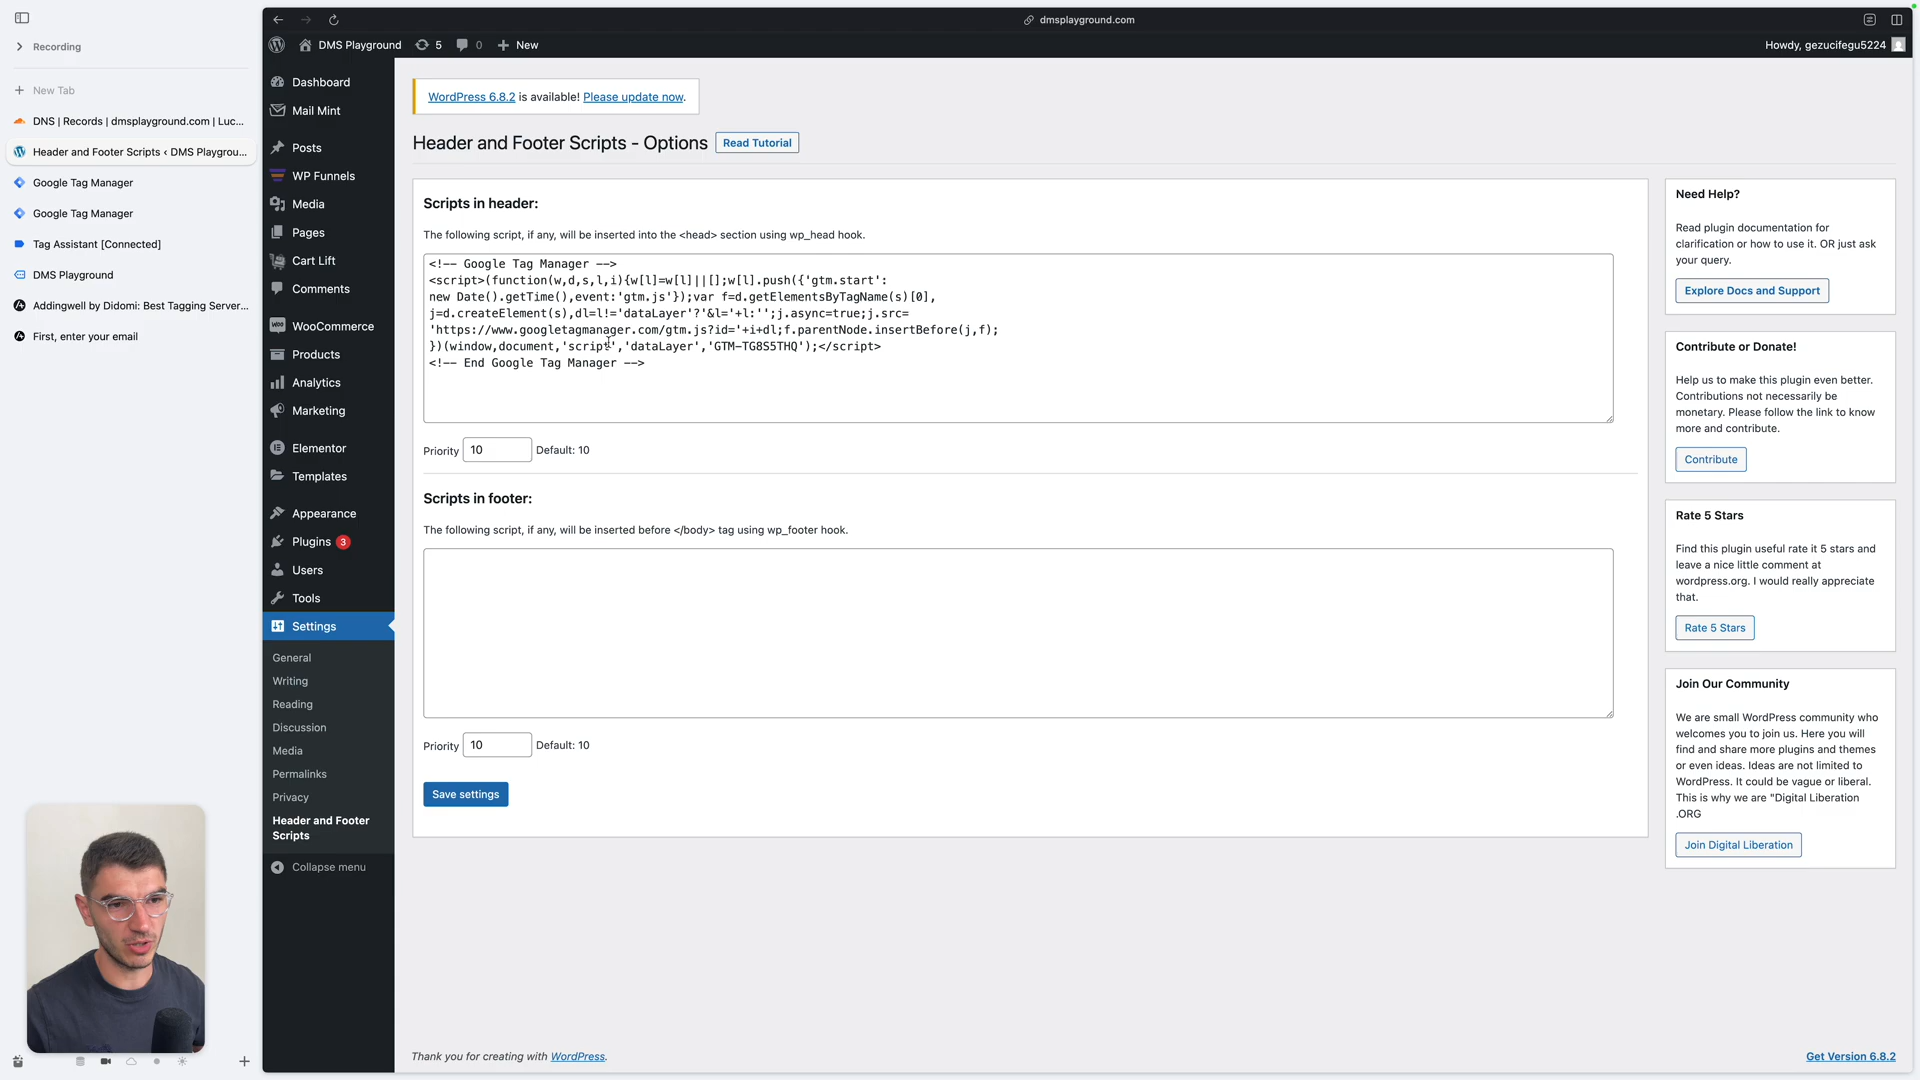 Recording
New Tab
DNS | Records | dmsplayground.com | Luc...
Header and Footer Scripts ‹ DMS Playgrou...
Google Tag Manager
Google Tag Manager
Tag Assistant [Connected]
DMS Playground
Addingwell by Didomi: Best Tagging Server...
First, enter your email
dmsplayground.com
DMS Playground 5 0 + New
Howdy, gezucifegu5224
Dashboard
Mail Mint
Posts
WP Funnels
Media
Pages
Cart Lift
Comments
WooCommerce
Products
Analytics
Marketing
Elementor
Templates
Appearance
Plugins 3
Users
Tools
Settings
General
Writing
Reading
Discussion
Media
Permalinks
Privacy
Header and Footer
Scripts
Collapse menu
WordPress 6.8.2 is available! Please update now.
Header and Footer Scripts - Options Read Tutorial
Scripts in header:
The following script, if any, will be inserted into the <head> section using wp_head hook.
<!-- Google Tag Manager -->
<script>(function(w,d,s,l,i){w[l]=w[l]||[];w[l].push({'gtm.start':
new Date().getTime(),event:'gtm.js'});var f=d.getElementsByTagName(s)[0],
j=d.createElement(s),dl=l!='dataLayer'?'&l='+l:'';j.async=true;j.src=
'https://www.googletagmanager.com/gtm.js?id='+i+dl;f.parentNode.insertBefore(j,f);
})(window,document,'script','dataLayer','GTM-TG8S5THQ');</script>
<!-- End Google Tag Manager -->
Priority 10 Default: 10
Scripts in footer:
The following script, if any, will be inserted before </body> tag using wp_footer hook.
Priority 10 Default: 10
Save settings
Need Help?
Read plugin documentation for
clarification or how to use it. OR just ask
your query.
Explore Docs and Support
Contribute or Donate!
Help us to make this plugin even better.
Contributions not necessarily be
monetary. Please follow the link to know
more and contribute.
Contribute
Rate 5 Stars
Find this plugin useful rate it 5 stars and
leave a nice little comment at
wordpress.org. I would really appreciate
that.
Rate 5 Stars
Join Our Community
We are small WordPress community who
welcomes you to join us. Here you will
find and share more plugins and themes
or even ideas. Ideas are not limited to
WordPress. It could be vague or liberal.
This is why we are "Digital Liberation
.ORG
Join Digital Liberation
Thank you for creating with WordPress.
Get Version 6.8.2